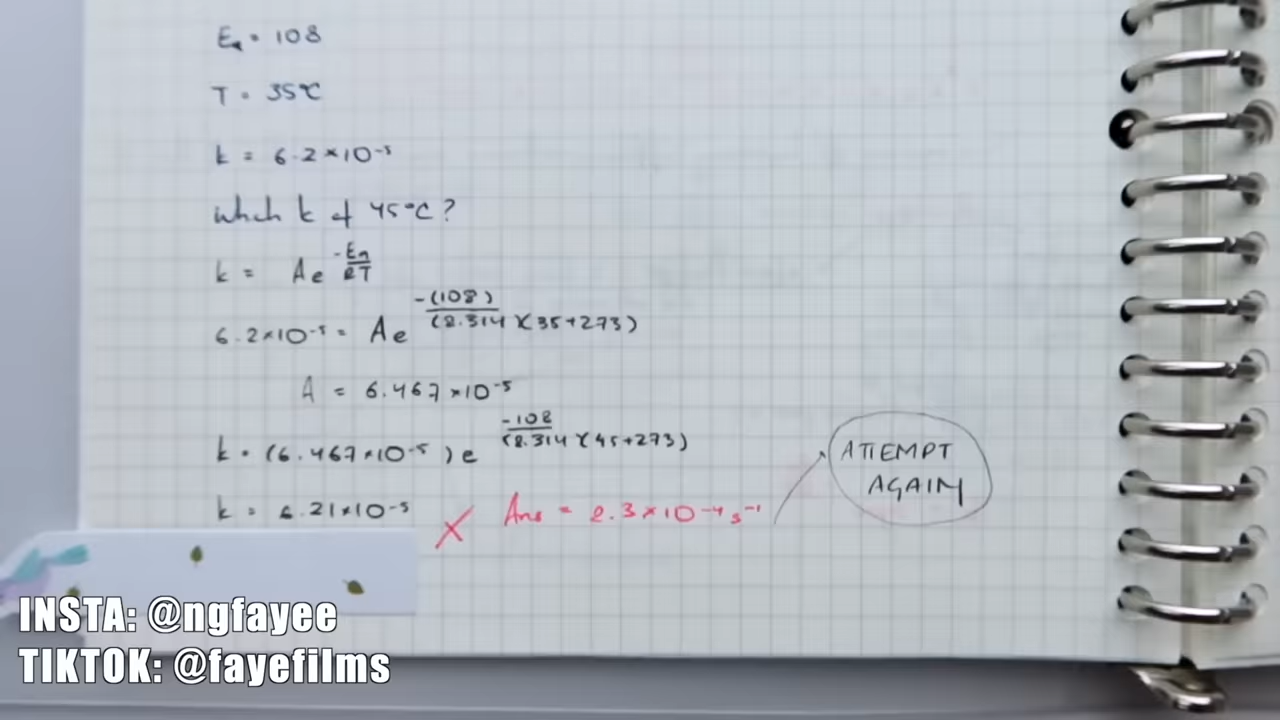 Ea = 108
T = 35°C
k = 6.2×10⁻⁵
which k at 45°C?
k = Ae^(-Ea/RT)
6.2×10⁻⁵ = Ae^(-(108)/(8.314)(35+273))
A = 6.467×10⁻⁵
k = (6.467×10⁻⁵)e^(-108/(8.314)(45+273))
k = 6.21×10⁻⁵ X Ans = 2.3×10⁻⁴s⁻¹
ATTEMPT
AGAIN
INSTA: @ngfayee
TIKTOK: @fayefilms